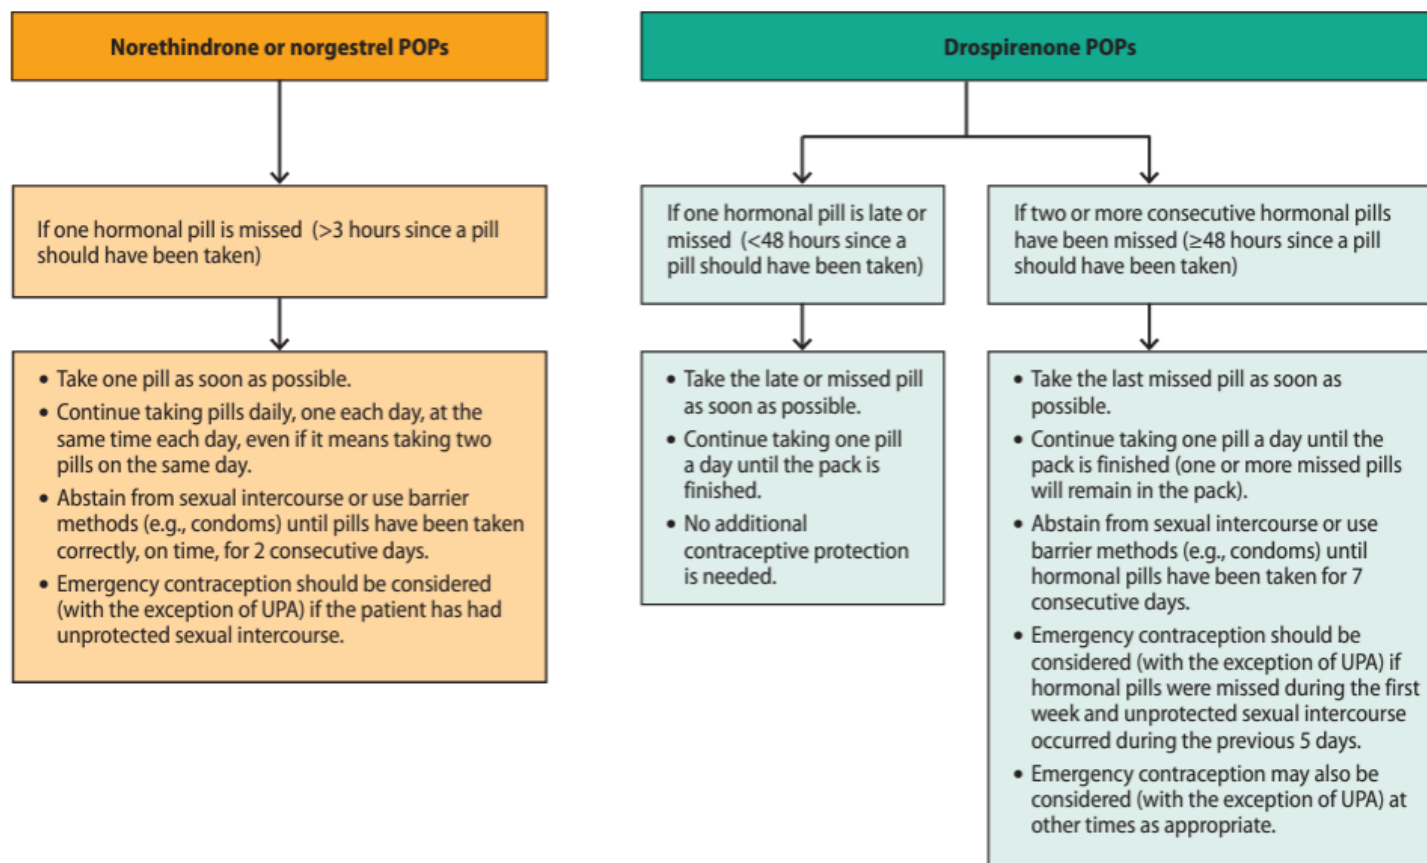 Norethindrone or norgestrel POPs
If one hormonal pill is missed (>3 hours since a pill
should have been taken)
• Take one pill as soon as possible.
• Continue taking pills daily, one each day, at the
same time each day, even if it means taking two
pills on the same day.
• Abstain from sexual intercourse or use barrier
methods (e.g., condoms) until pills have been taken
correctly, on time, for 2 consecutive days.
• Emergency contraception should be considered
(with the exception of UPA) if the patient has had
unprotected sexual intercourse.
Drospirenone POPs
If one hormonal pill is late or
missed (<48 hours since a
pill should have been taken)
• Take the late or missed pill
as soon as possible.
• Continue taking one pill
a day until the pack is
finished.
• No additional
contraceptive protection
is needed.
If two or more consecutive hormonal pills
have been missed (≥48 hours since a pill
should have been taken)
• Take the last missed pill as soon as
possible.
• Continue taking one pill a day until the
pack is finished (one or more missed pills
will remain in the pack).
• Abstain from sexual intercourse or use
barrier methods (e.g., condoms) until
hormonal pills have been taken for 7
consecutive days.
• Emergency contraception should be
considered (with the exception of UPA) if
hormonal pills were missed during the first
week and unprotected sexual intercourse
occurred during the previous 5 days.
• Emergency contraception may also be
considered (with the exception of UPA) at
other times as appropriate.